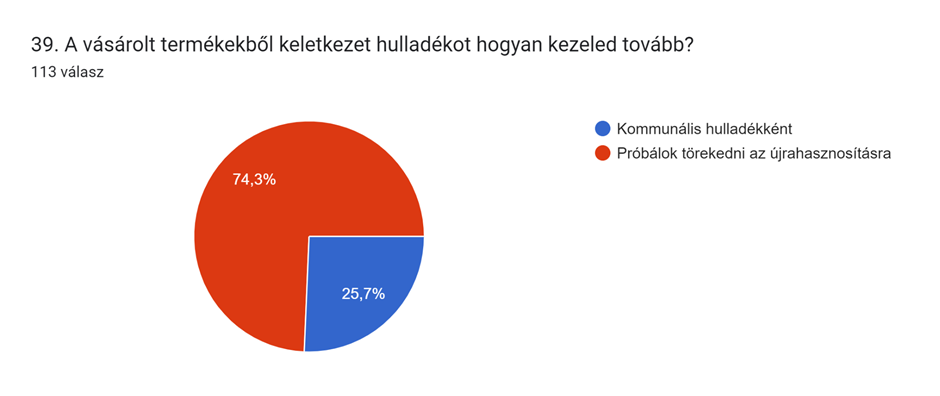 39. A vásárolt termékekből keletkezet hulladékot hogyan kezeled tovább?
113 válasz
Kommunális hulladékként
Próbálok törekedni az újrahasznosításra
74,3%
25,7%